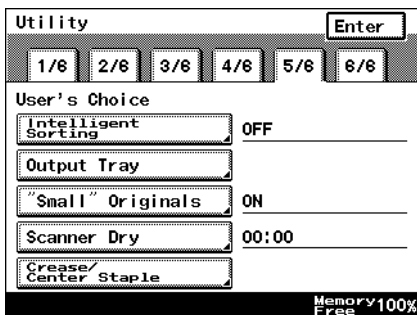 Utility
Enter
1/6 2/6 3/6 4/6 5/6 6/6
User's Choice
Intelligent
Sorting
OFF
Output Tray
"Small" Originals
ON
Scanner Dry
00:00
Crease/
Center Staple
Memory
Free
100%